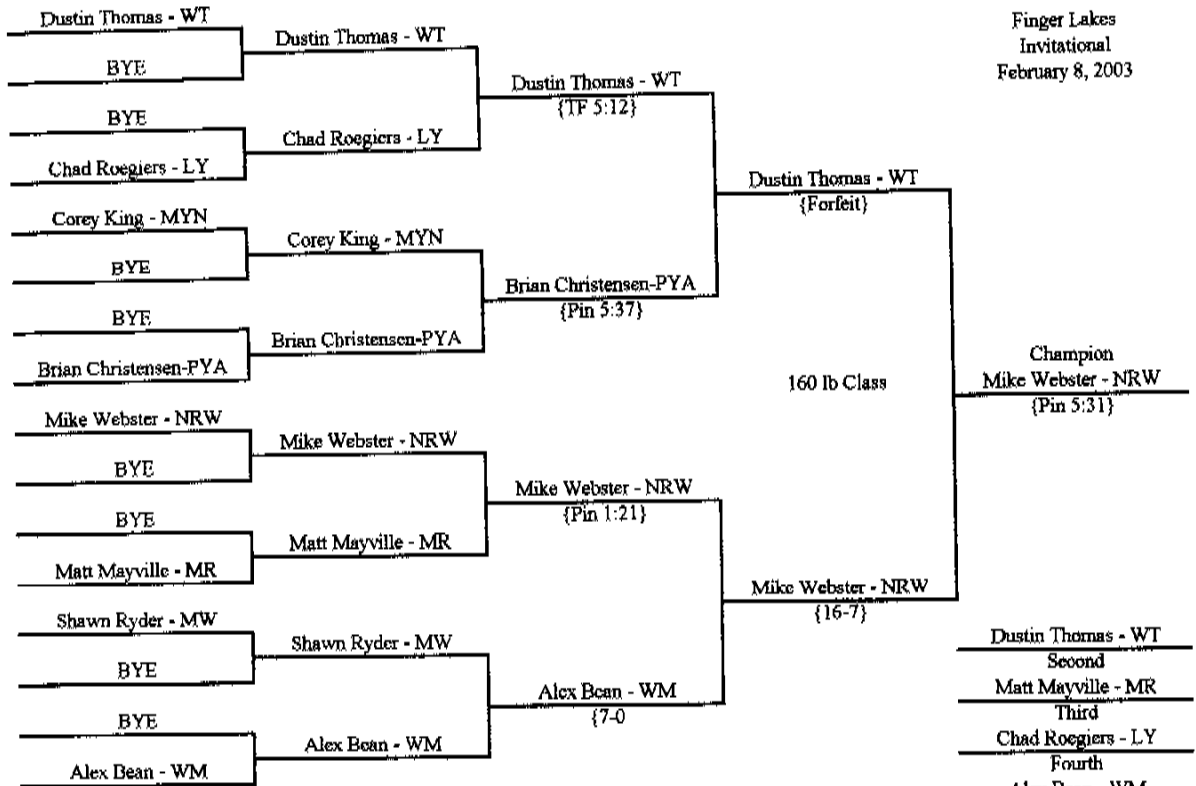 Finger Lakes
Invitational
February 8, 2003
Dustin Thomas - WT
BYE
BYE
Chad Roegiers - LY
Corey King - MYN
BYE
BYE
Brian Christensen-PYA
Mike Webster - NRW
BYE
BYE
Matt Mayville - MR
Shawn Ryder - MW
BYE
BYE
Alex Bean - WM
Dustin Thomas - WT
Chad Roegiers - LY
Corey King - MYN
Brian Christensen-PYA
Mike Webster - NRW
Matt Mayville - MR
Shawn Ryder - MW
Alex Bean - WM
Dustin Thomas - WT
{TF 5:12}
Brian Christensen-PYA
{Pin 5:37}
Mike Webster - NRW
{Pin 1:21}
Alex Bean - WM
{7-0
Dustin Thomas - WT
{Forfeit}
160 lb Class
Mike Webster - NRW
{16-7}
Champion
Mike Webster - NRW
{Pin 5:31}
Dustin Thomas - WT
Second
Matt Mayville - MR
Third
Chad Roegiers - LY
Fourth